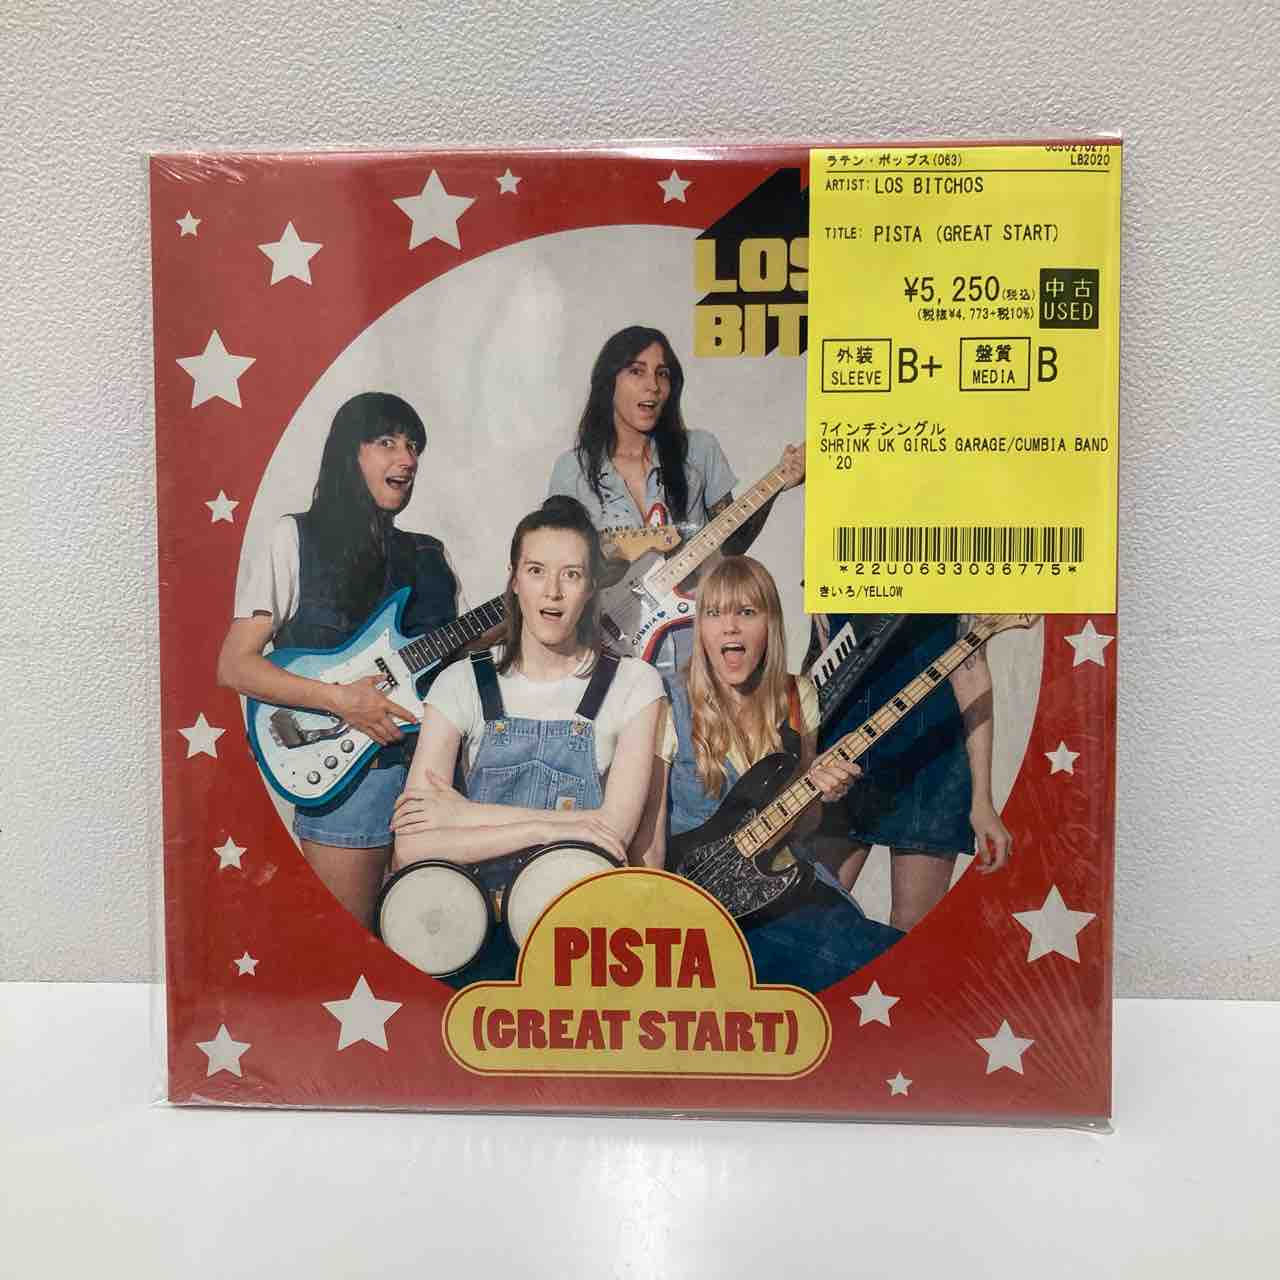 ラテン・ポップス(063)
LB2020
ARTIST: LOS BITCHOS
TITLE: PISTA (GREAT START)
¥5,250(税込)
(税抜¥4,773+税10%)
中古
USED
外装
SLEEVE
B+
盤質
MEDIA
B
7インチシングル
SHRINK UK GIRLS GARAGE/CUMBIA BAND
'20
*22U0633036775*
きいろ/YELLOW
CUMBIA
PISTA
(GREAT START)